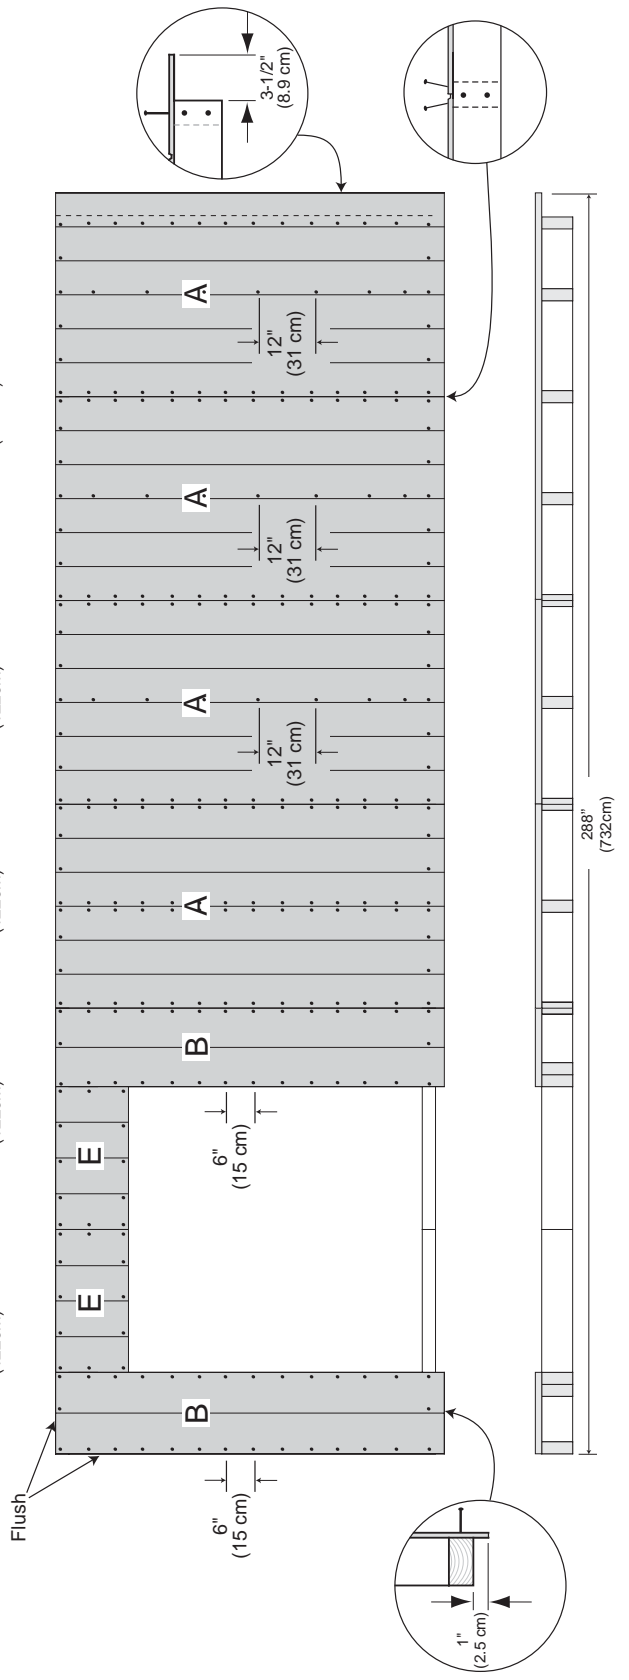 Flush
B
E
E
B
A
A
A
A
6"
(15 cm)
6"
(15 cm)
12"
(31 cm)
12"
(31 cm)
12"
(31 cm)
3-1/2"
(8.9 cm)
1"
(2.5 cm)
288"
(732cm)